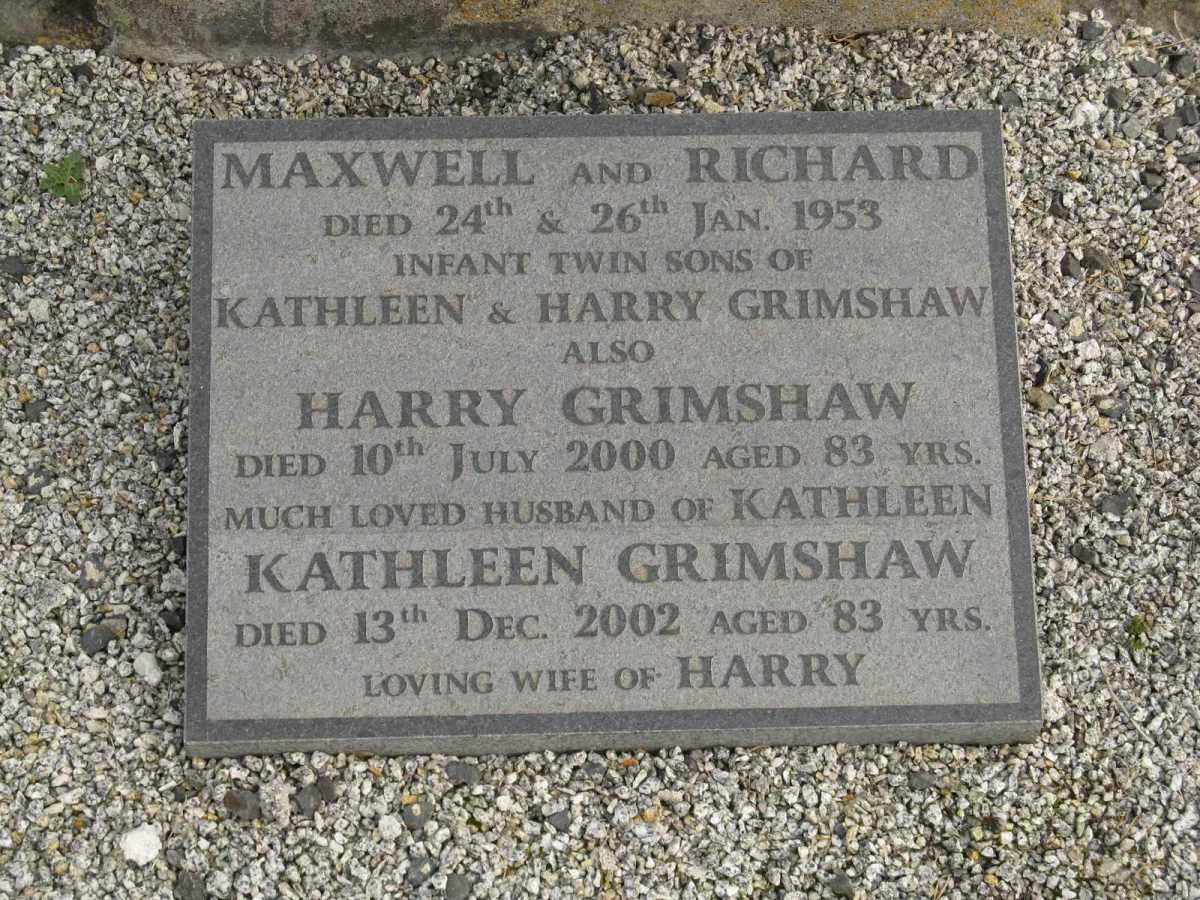 MAXWELL AND RICHARD
DIED 24th & 26th JAN. 1953
INFANT TWIN SONS OF
KATHLEEN & HARRY GRIMSHAW
ALSO
HARRY GRIMSHAW
DIED 10th JULY 2000 AGED 83 YRS.
MUCH LOVED HUSBAND OF KATHLEEN
KATHLEEN GRIMSHAW
DIED 13th DEC. 2002 AGED 83 YRS.
LOVING WIFE OF HARRY